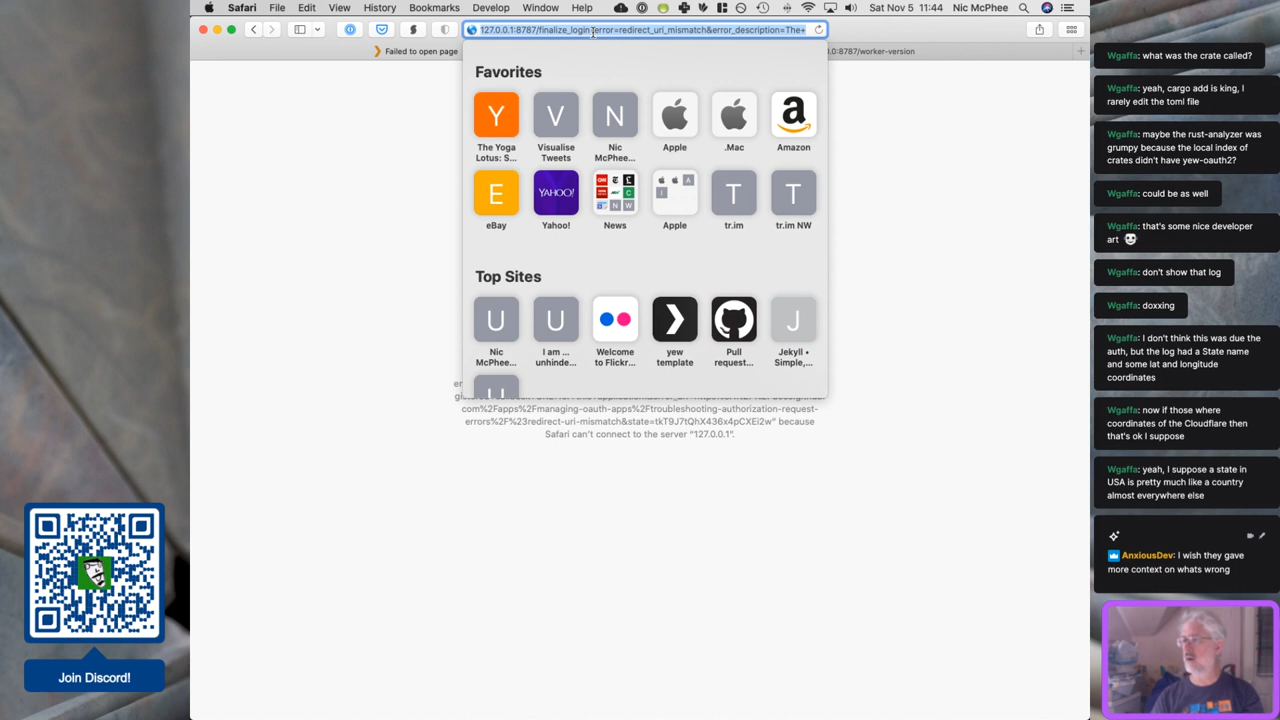 Safari File Edit View History Bookmarks Develop Window Help
Sat Nov 5 11:44 Nic McPhee
127.0.0.1:8787/finalize_login?error=redirect_uri_mismatch&error_description=The+
Failed to open page
0.0.1:8787/worker-version
Favorites
Y V N
The Yoga Lotus: S...
Visualise Tweets
Nic McPhee...
Apple
.Mac
Amazon
E YAHOO! T T
eBay
Yahoo!
News
Apple
tr.im
tr.im NW
Top Sites
U U J
Nic McPhee...
I am ... unhinde...
Welcome to Flickr...
yew template
Pull request...
Jekyll • Simple,...
U
com%2Fapps%2Fmanaging-oauth-apps%2Ftroubleshooting-authorization-request-
errors%2F%23redirect-uri-mismatch&state=tkT9J7tQhX436x4pCXEi2w" because
Safari can't connect to the server "127.0.0.1".
Wgaffa: what was the crate called?
Wgaffa: yeah, cargo add is king, I
rarely edit the toml file
Wgaffa: maybe the rust-analyzer was
grumpy because the local index of
crates didn't have yew-oauth2?
Wgaffa: could be as well
Wgaffa: that's some nice developer
art
Wgaffa: don't show that log
Wgaffa: doxxing
Wgaffa: I don't think this was due the
auth, but the log had a State name
and some lat and longitude
coordinates
Wgaffa: now if those where
coordinates of the Cloudflare then
that's ok I suppose
Wgaffa: yeah, I suppose a state in
USA is pretty much like a country
almost everywhere else
AnxiousDev: I wish they gave
more context on whats wrong
Join Discord!